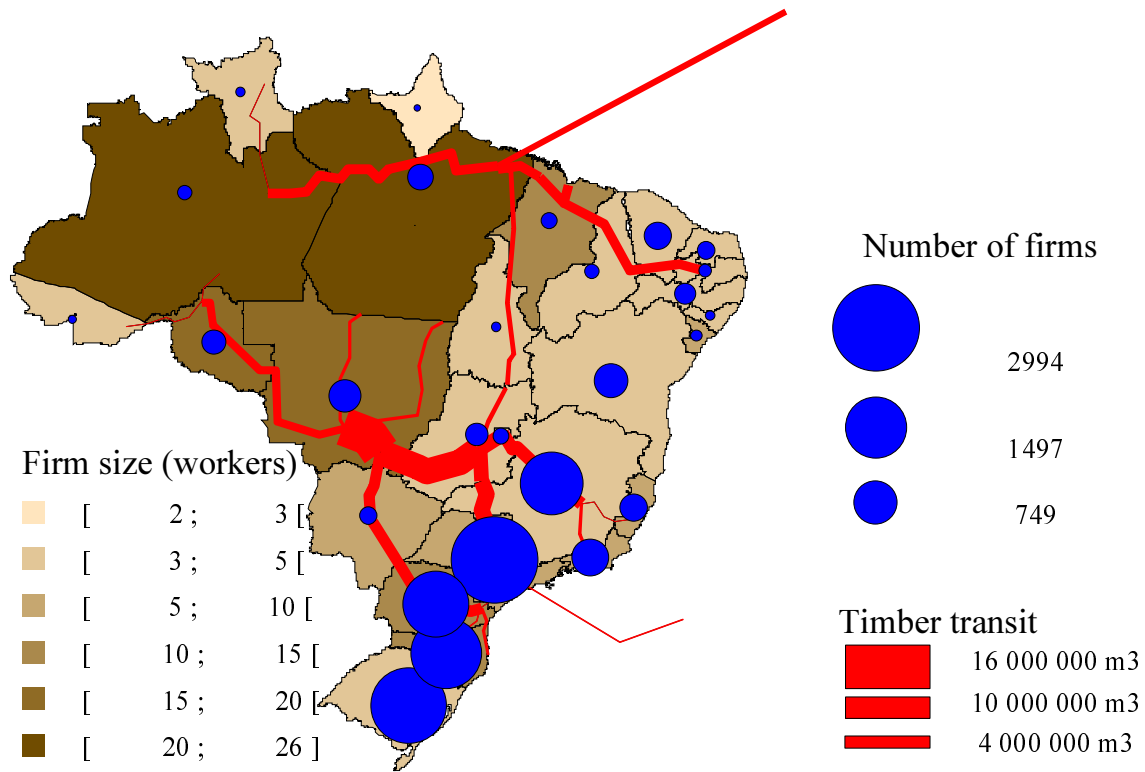 Number of firms
2994
1497
749
Firm size (workers)
[ 2 ; 3 [
[ 3 ; 5 [
[ 5 ; 10 [
[ 10 ; 15 [
[ 15 ; 20 [
[ 20 ; 26 ]
Timber transit
16 000 000 m3
10 000 000 m3
4 000 000 m3